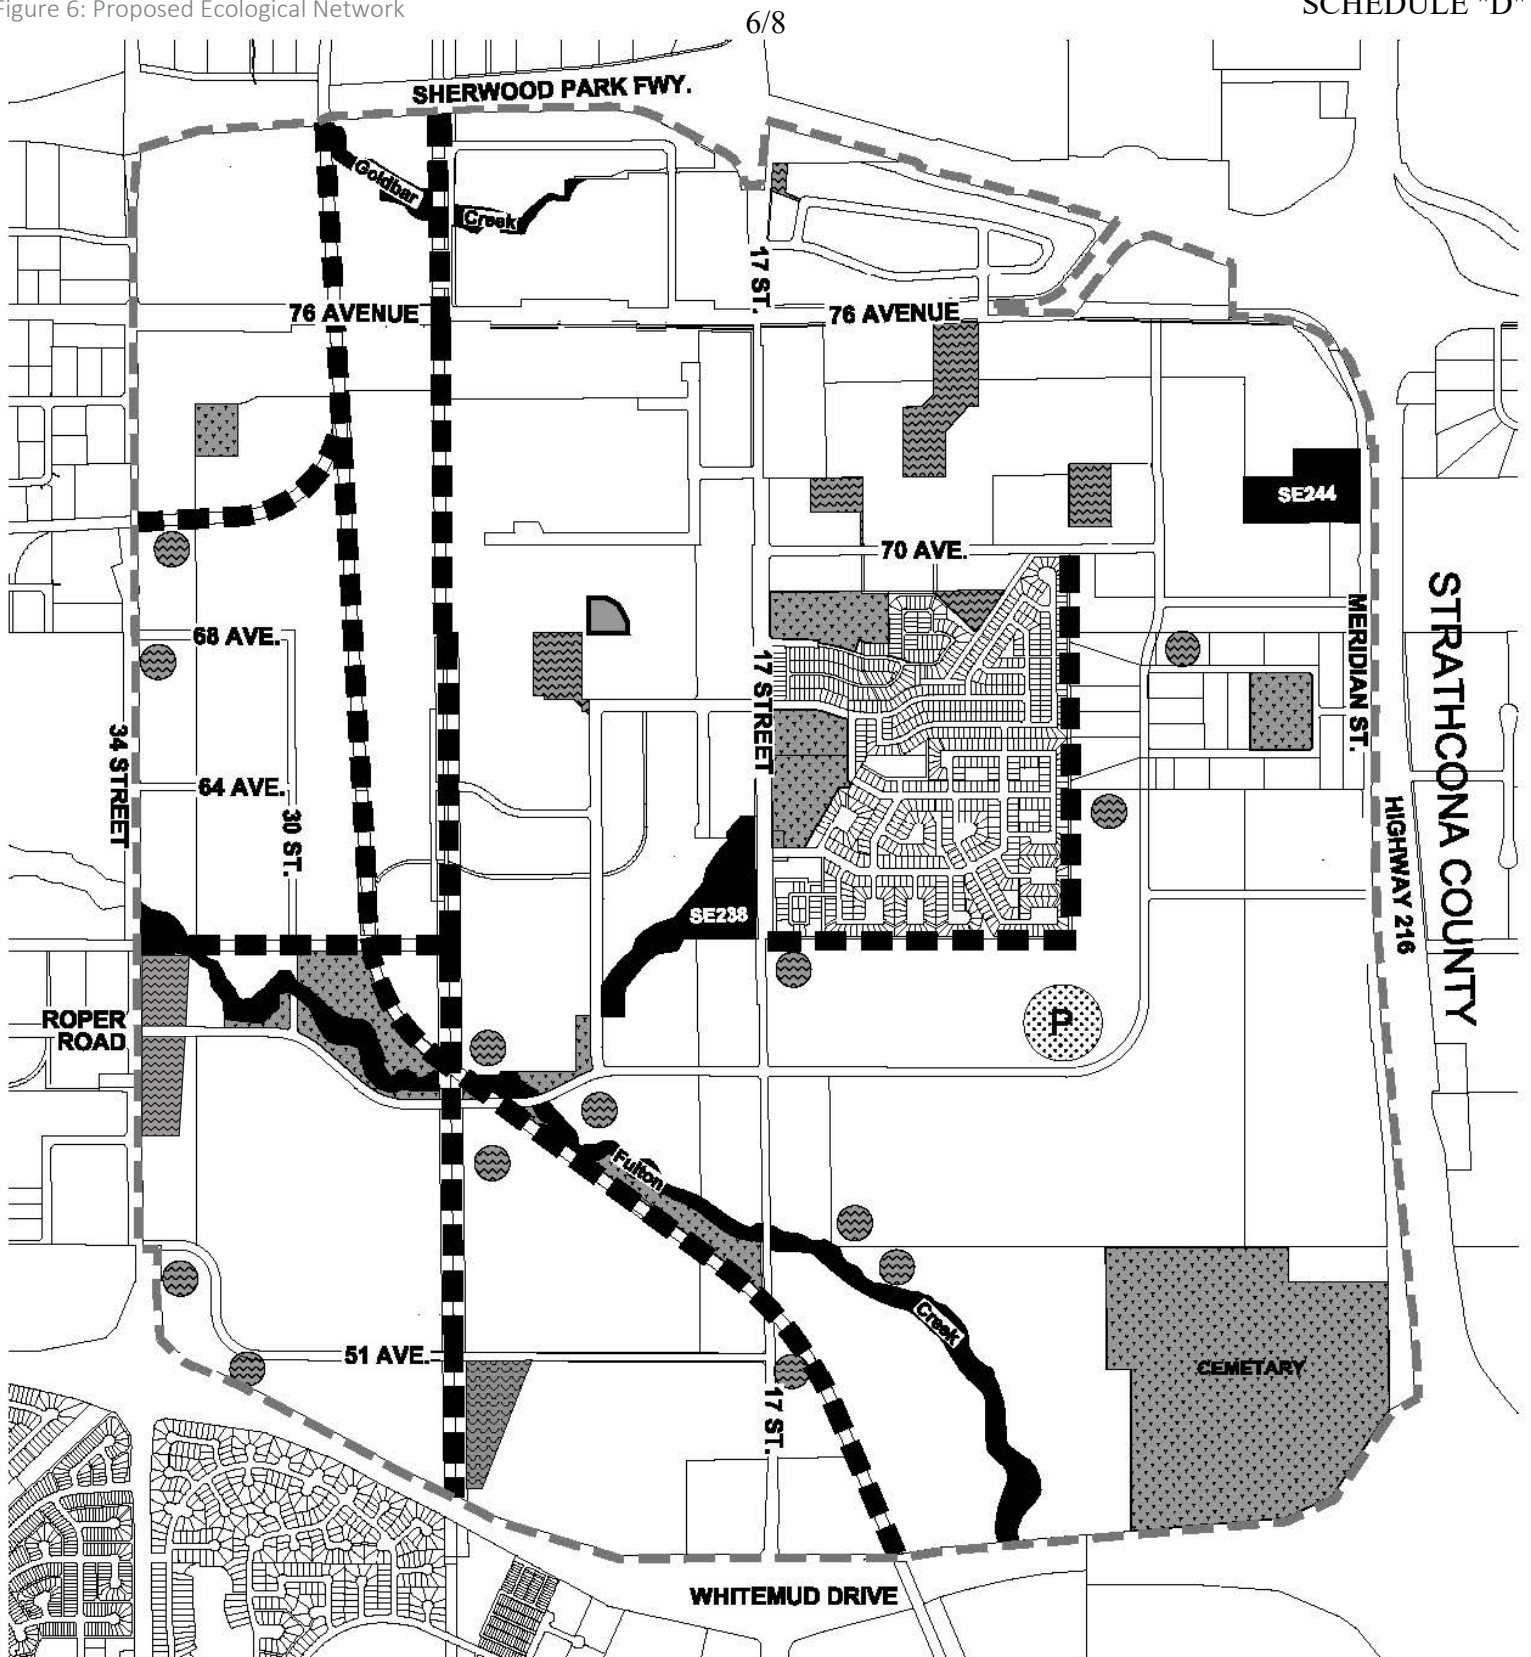 Figure 6: Proposed Ecological Network
SCHEDULE "D"
6/8
SHERWOOD PARK FWY.
Goldbar
Creek
17 ST.
76 AVENUE
76 AVENUE
SE244
70 AVE.
STRATHCONA COUNTY
MERIDIAN ST.
68 AVE.
17 STREET
34 STREET
64 AVE.
30 ST.
HIGHWAY 216
SE238
ROPER
ROAD
P
Fulton
Creek
51 AVE.
CEMETARY
17 ST.
WHITEMUD DRIVE